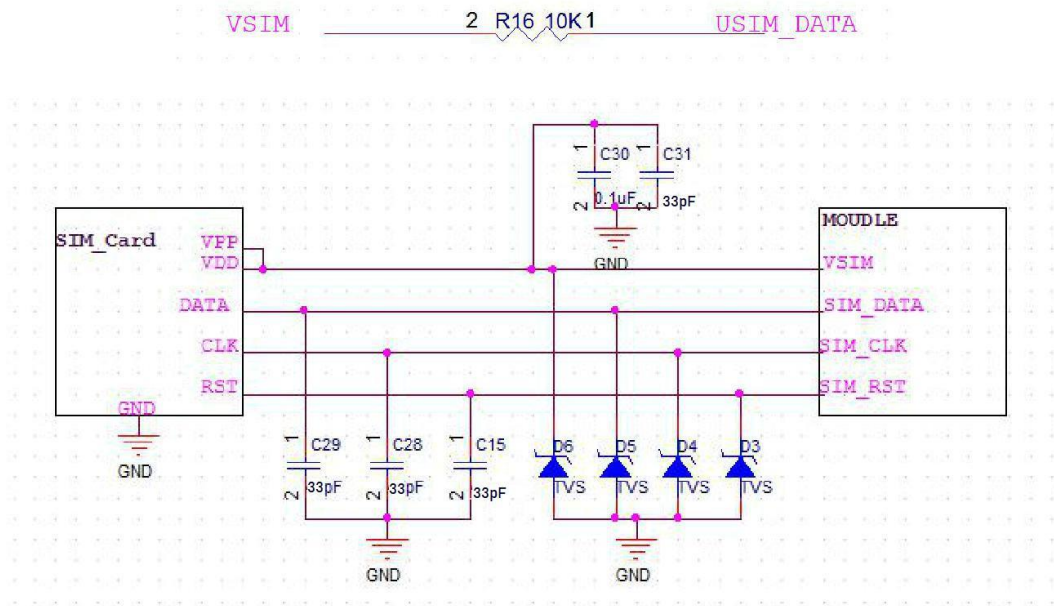 VSIM 2 R16 10K 1 USIM_DATA
1 C30 1 C31
2 0.1uF 2 33pF
GND
SIM_Card
VPP
VDD
DATA
CLK
RST
GND
GND
MOUDLE
VSIM
SIM_DATA
SIM_CLK
SIM_RST
1 C29 1 C28 1 C15
2 33pF 2 33pF 2 33pF
GND
D6 D5 D4 D3
TVS TVS TVS TVS
GND